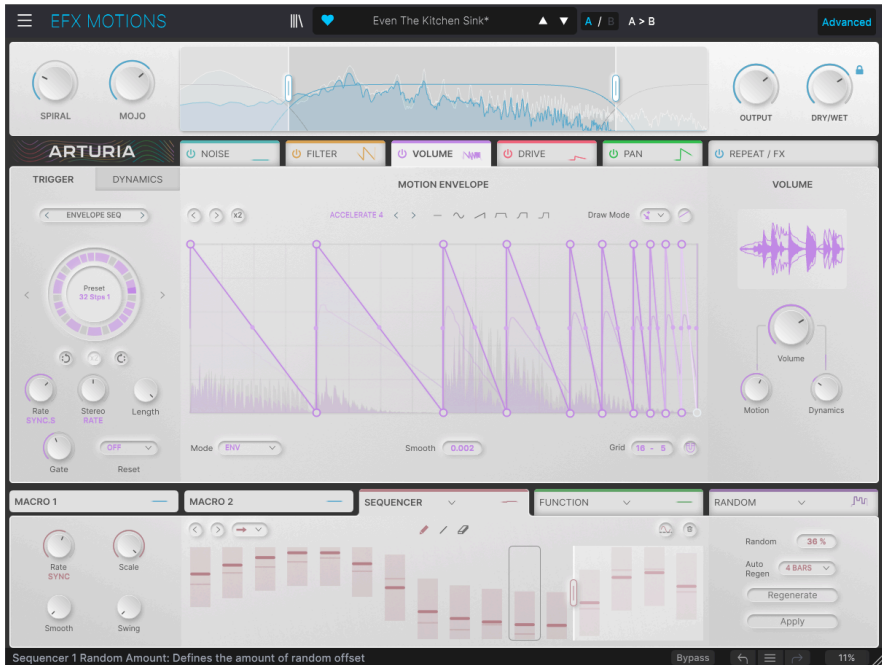 EFX MOTIONS
Even The Kitchen Sink*
A / B
A > B
Advanced
SPIRAL
MOJO
OUTPUT
DRY/WET
ARTURIA
NOISE
FILTER
VOLUME
DRIVE
PAN
REPEAT / FX
TRIGGER
DYNAMICS
MOTION ENVELOPE
VOLUME
ENVELOPE SEQ
x2
ACCELERATE 4
Draw Mode
Preset
32 Stps 1
Volume
Rate
SYNC.S
Stereo
RATE
Length
Motion
Dynamics
OFF
Gate
Reset
Mode
ENV
Smooth
0.002
Grid
16 - 5
MACRO 1
MACRO 2
SEQUENCER
FUNCTION
RANDOM
Rate
SYNC
Scale
Smooth
Swing
Random
36 %
Auto
Regen
4 BARS
Regenerate
Apply
Sequencer 1 Random Amount: Defines the amount of random offset
Bypass
11%